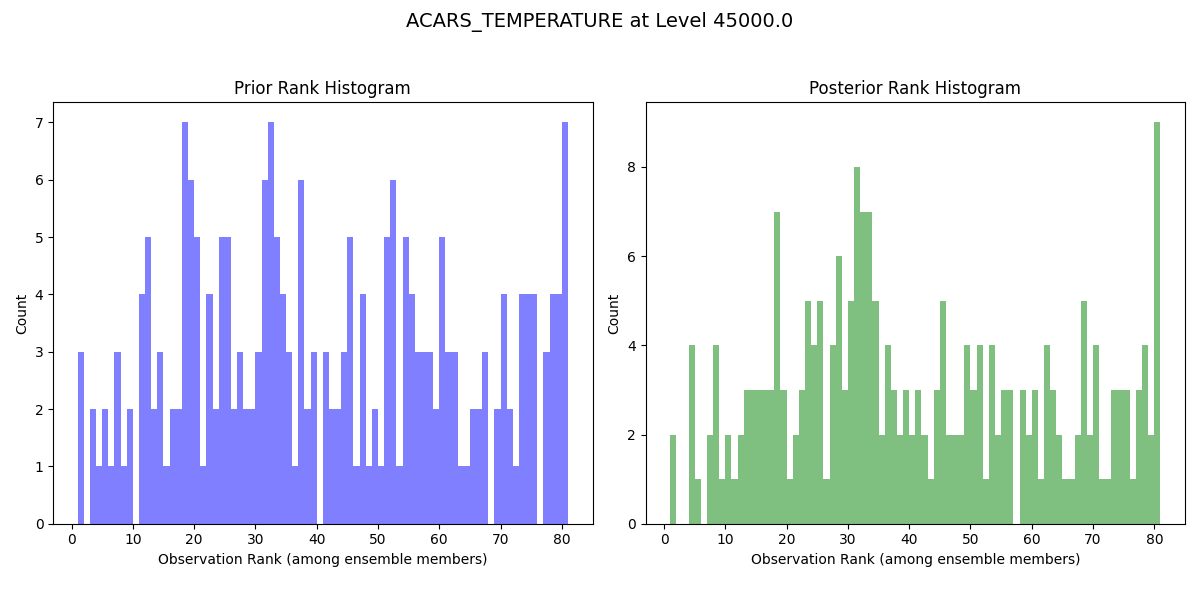 ACARS_TEMPERATURE at Level 45000.0
Prior Rank Histogram
7
6
5
4
3
2
1
0
Count
0 10 20 30 40 50 60 70 80
Observation Rank (among ensemble members)
Posterior Rank Histogram
8
6
4
2
0
Count
0 10 20 30 40 50 60 70 80
Observation Rank (among ensemble members)